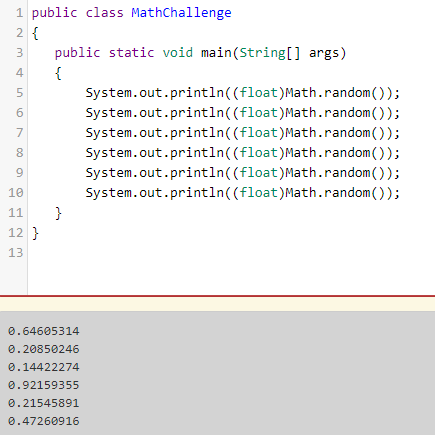 1 public class MathChallenge
2 {
3 public static void main(String[] args)
4 {
5 System.out.println((float)Math.random());
6 System.out.println((float)Math.random());
7 System.out.println((float)Math.random());
8 System.out.println((float)Math.random());
9 System.out.println((float)Math.random());
10 System.out.println((float)Math.random());
11 }
12 }
13
0.64605314
0.20850246
0.14422274
0.92159355
0.21545891
0.47260916